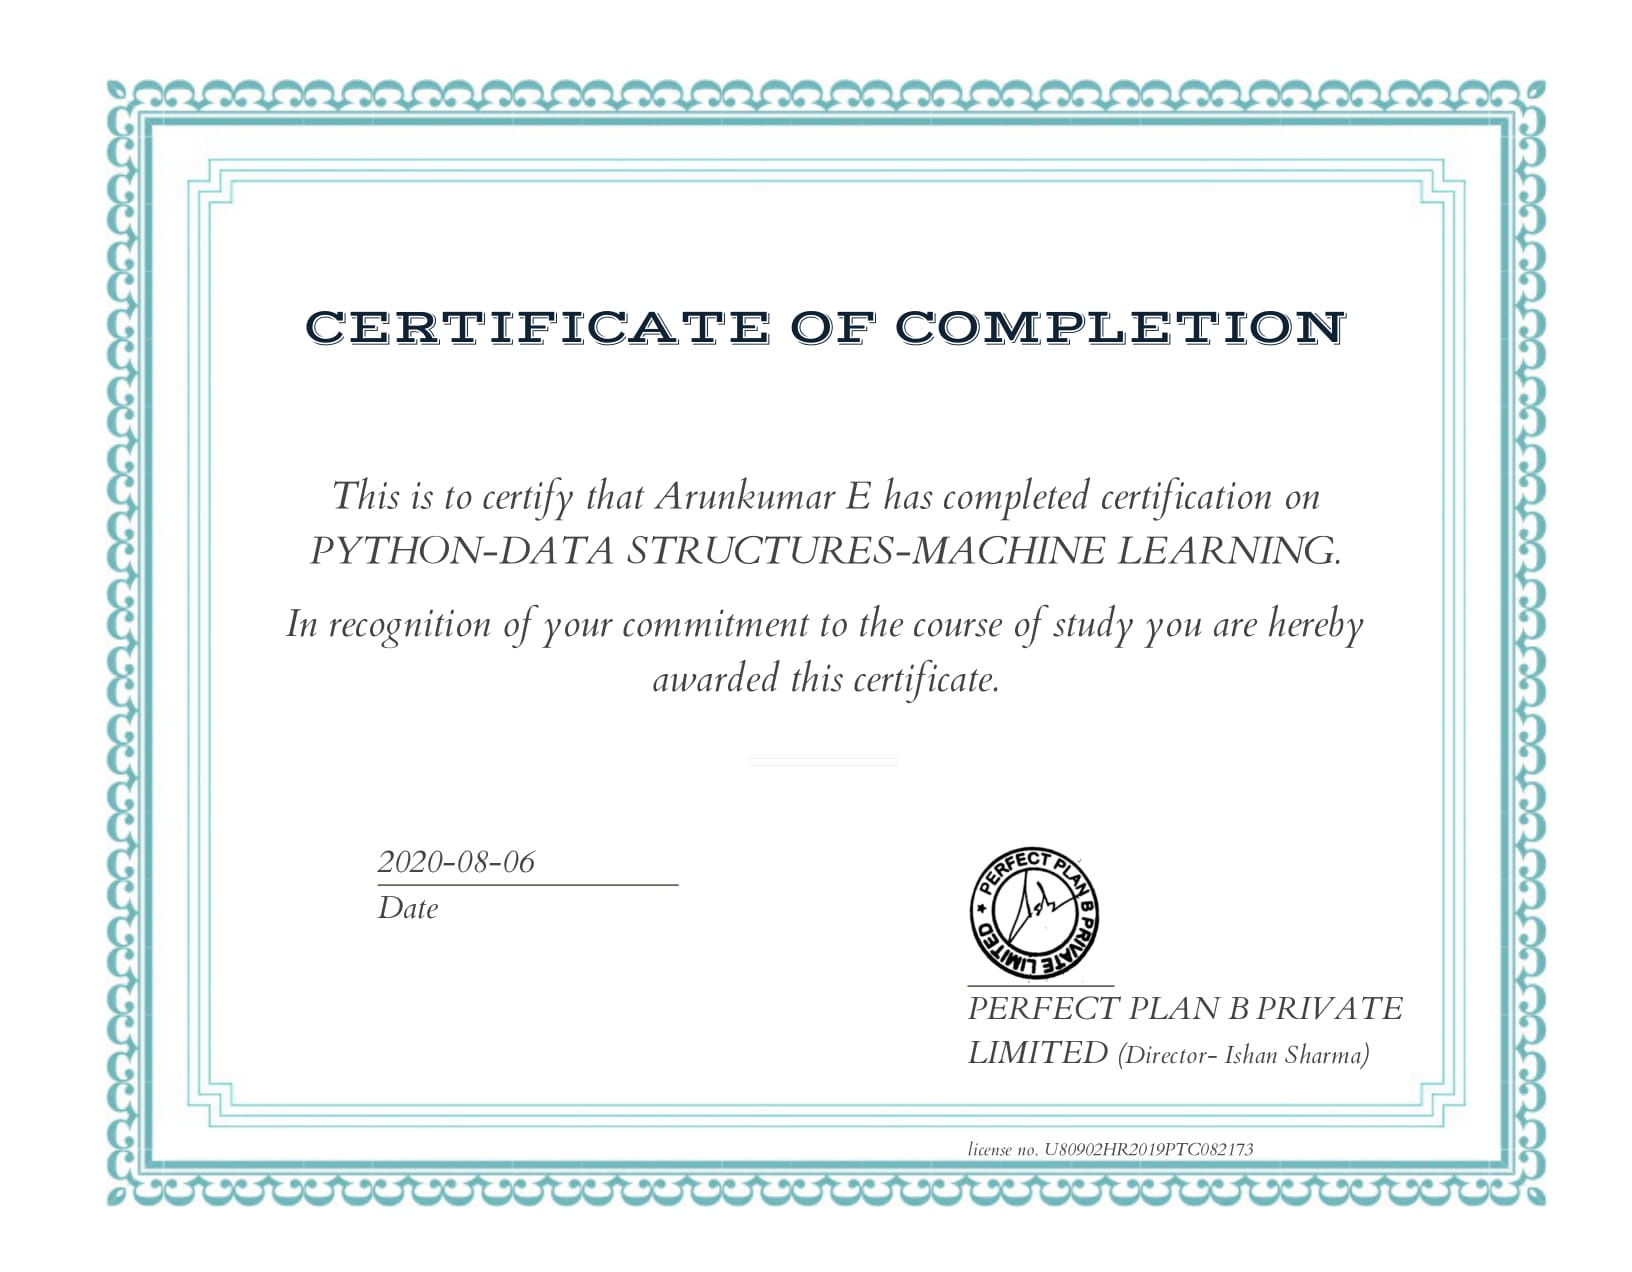 CERTIFICATE OF COMPLETION
This is to certify that Arunkumar E has completed certification on
PYTHON-DATA STRUCTURES-MACHINE LEARNING.
In recognition of your commitment to the course of study you are hereby
awarded this certificate.
2020-08-06
Date
PERFECT PLAN B PRIVATE LIMITED
PERFECT PLAN B PRIVATE
LIMITED (Director- Ishan Sharma)
license no. U80902HR2019PTC082173